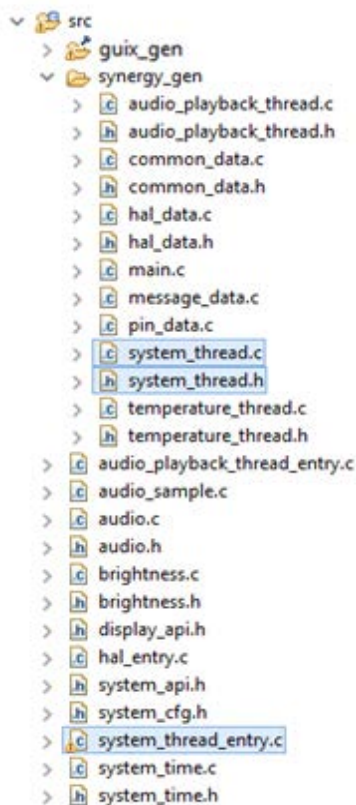 src
guix_gen
synergy_gen
audio_playback_thread.c
audio_playback_thread.h
common_data.c
common_data.h
hal_data.c
hal_data.h
main.c
message_data.c
pin_data.c
system_thread.c
system_thread.h
temperature_thread.c
temperature_thread.h
audio_playback_thread_entry.c
audio_sample.c
audio.c
audio.h
brightness.c
brightness.h
display_api.h
hal_entry.c
system_api.h
system_cfg.h
system_thread_entry.c
system_time.c
system_time.h